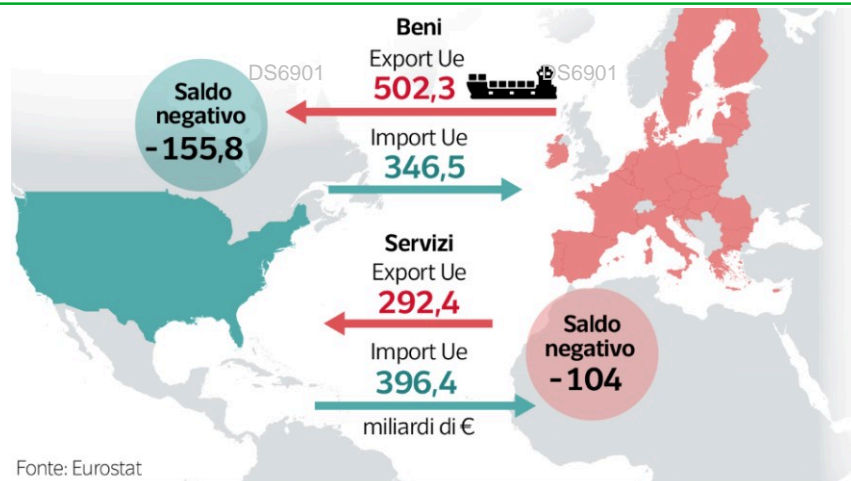 Beni
Export Ue
DS6901
DS6901
502,3
Saldo
negativo
-155,8
Import Ue
346,5
Servizi
Export Ue
292,4
Saldo
negativo
-104
Import Ue
396,4
miliardi di €
Fonte: Eurostat